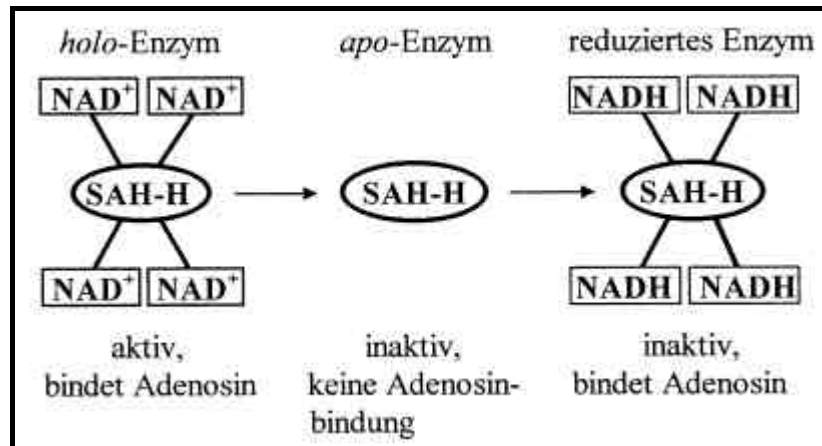 holo-Enzym apo-Enzym reduziertes Enzym
NAD⁺ NAD⁺ NADH NADH
SAH-H SAH-H SAH-H
NAD⁺ NAD⁺ NADH NADH
aktiv, inaktiv, inaktiv,
bindet Adenosin keine Adenosin- bindet Adenosin
bindung